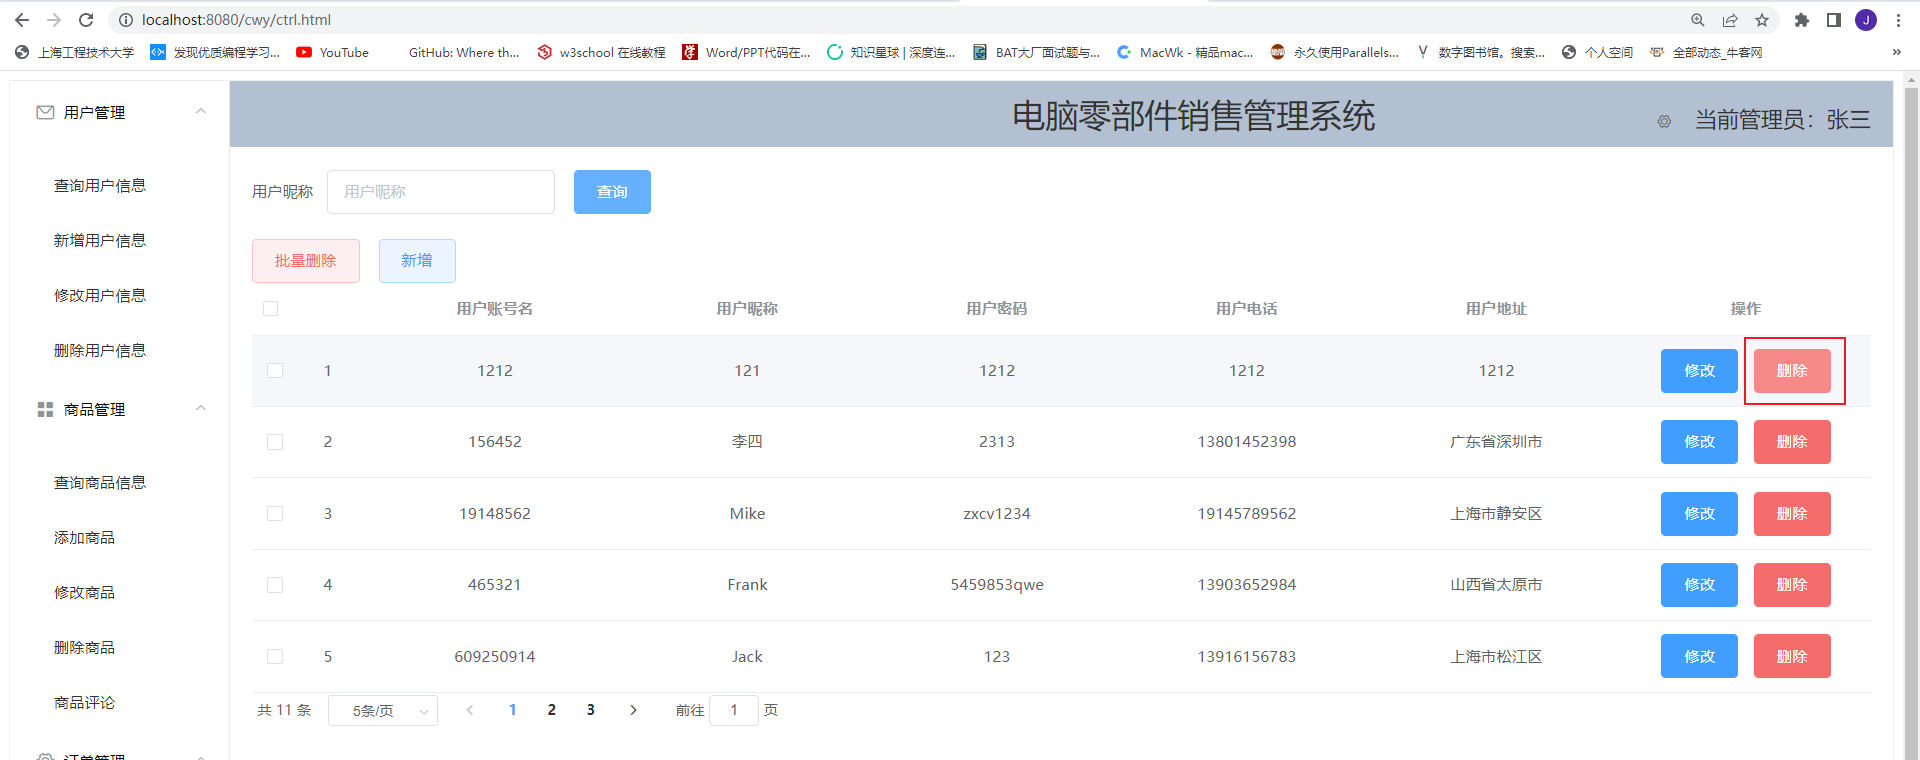 localhost:8080/cwy/ctrl.html
J
上海工程技术大学 发现优质编程学习... YouTube GitHub: Where th... w3school 在线教程 Word/PPT代码在... 知识星球 | 深度连... BAT大厂面试题与... MacWk - 精品mac... 永久使用Parallels... 数字图书馆。搜索... 个人空间 全部动态_牛客网 »
用户管理
查询用户信息
新增用户信息
修改用户信息
删除用户信息
商品管理
查询商品信息
添加商品
修改商品
删除商品
商品评论
订单管理
电脑零部件销售管理系统
当前管理员：张三
用户昵称 用户昵称 查询
批量删除 新增
用户账号名 用户昵称 用户密码 用户电话 用户地址 操作
1 1212 121 1212 1212 1212 修改 删除
2 156452 李四 2313 13801452398 广东省深圳市 修改 删除
3 19148562 Mike zxcv1234 19145789562 上海市静安区 修改 删除
4 465321 Frank 5459853qwe 13903652984 山西省太原市 修改 删除
5 609250914 Jack 123 13916156783 上海市松江区 修改 删除
共 11 条 5条/页 1 2 3 前往 1 页